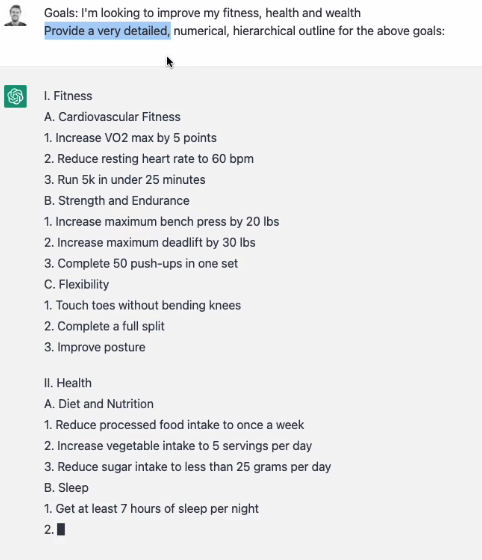 Goals: I'm looking to improve my fitness, health and wealth
Provide a very detailed, numerical, hierarchical outline for the above goals:
I. Fitness
A. Cardiovascular Fitness
1. Increase VO2 max by 5 points
2. Reduce resting heart rate to 60 bpm
3. Run 5k in under 25 minutes
B. Strength and Endurance
1. Increase maximum bench press by 20 lbs
2. Increase maximum deadlift by 30 lbs
3. Complete 50 push-ups in one set
C. Flexibility
1. Touch toes without bending knees
2. Complete a full split
3. Improve posture
II. Health
A. Diet and Nutrition
1. Reduce processed food intake to once a week
2. Increase vegetable intake to 5 servings per day
3. Reduce sugar intake to less than 25 grams per day
B. Sleep
1. Get at least 7 hours of sleep per night
2.